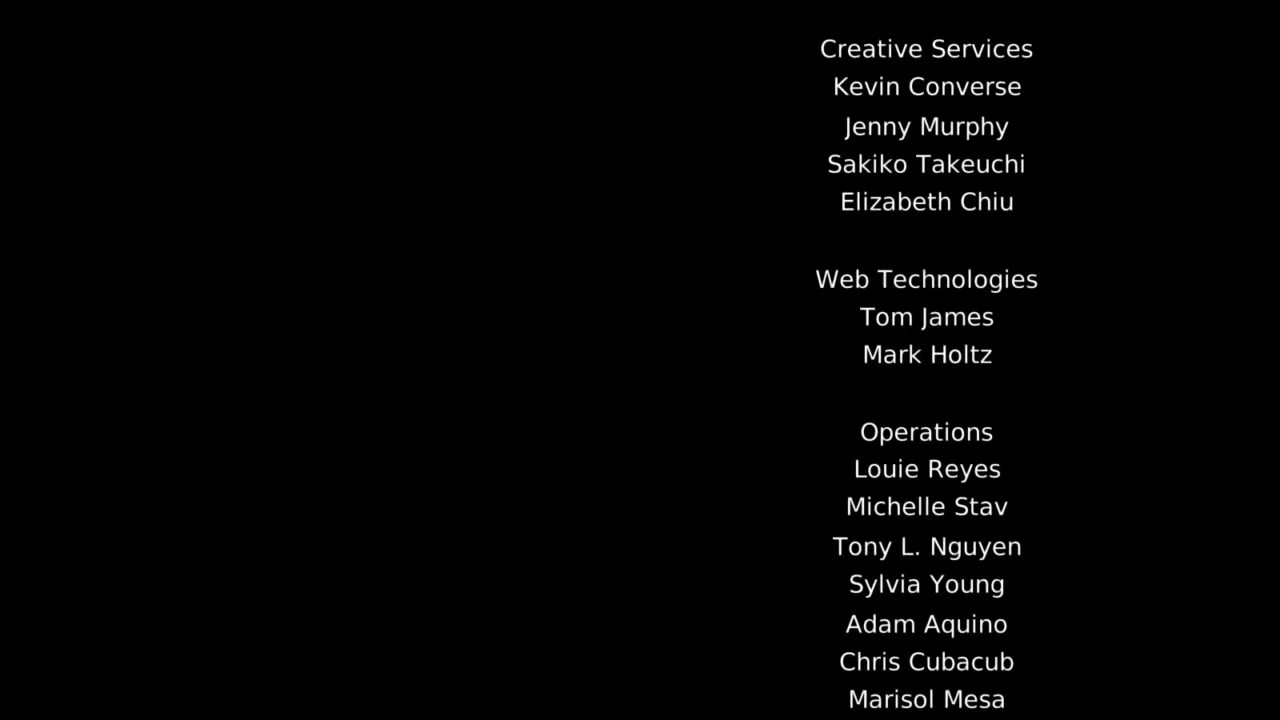 Creative Services
Kevin Converse
Jenny Murphy
Sakiko Takeuchi
Elizabeth Chiu
Web Technologies
Tom James
Mark Holtz
Operations
Louie Reyes
Michelle Stav
Tony L. Nguyen
Sylvia Young
Adam Aquino
Chris Cubacub
Marisol Mesa